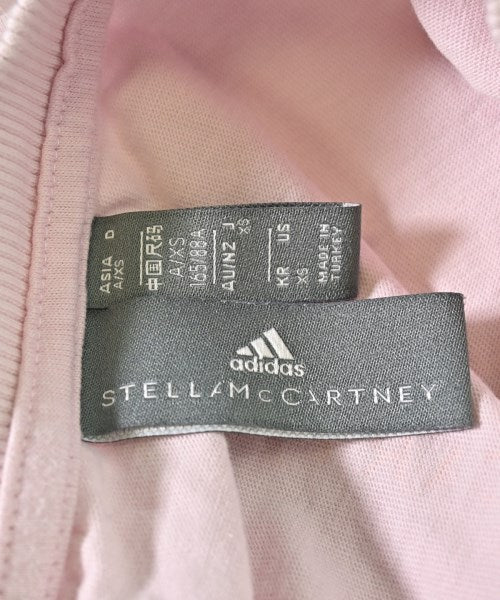 ASIA D
A/XS
中国尺码
A/XS
165/88A
AU/NZ J
XS
KR US
XS
MADE IN
TURKEY
adidas
STELLA McCARTNEY